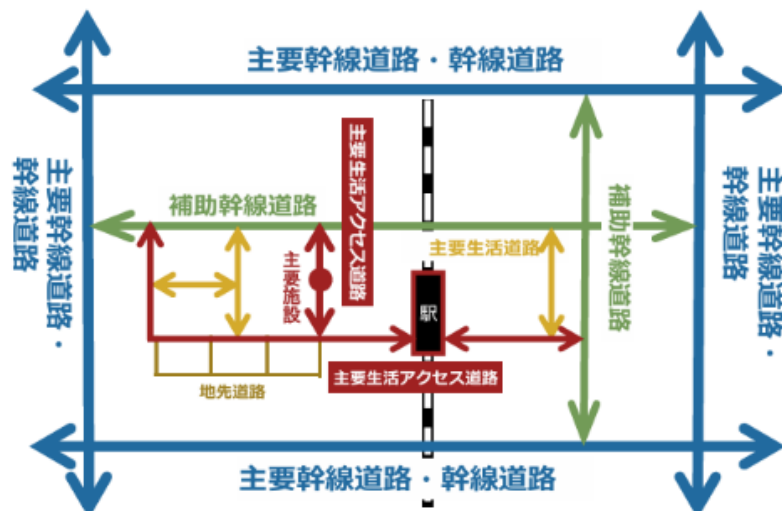 主要幹線道路・幹線道路
主要幹線道路・
幹線道路
主要生活アクセス道路
補助幹線道路
主要生活道路
主要施設
駅
補助幹線道路
主要幹線道路・
幹線道路
主要生活アクセス道路
地先道路
主要幹線道路・幹線道路